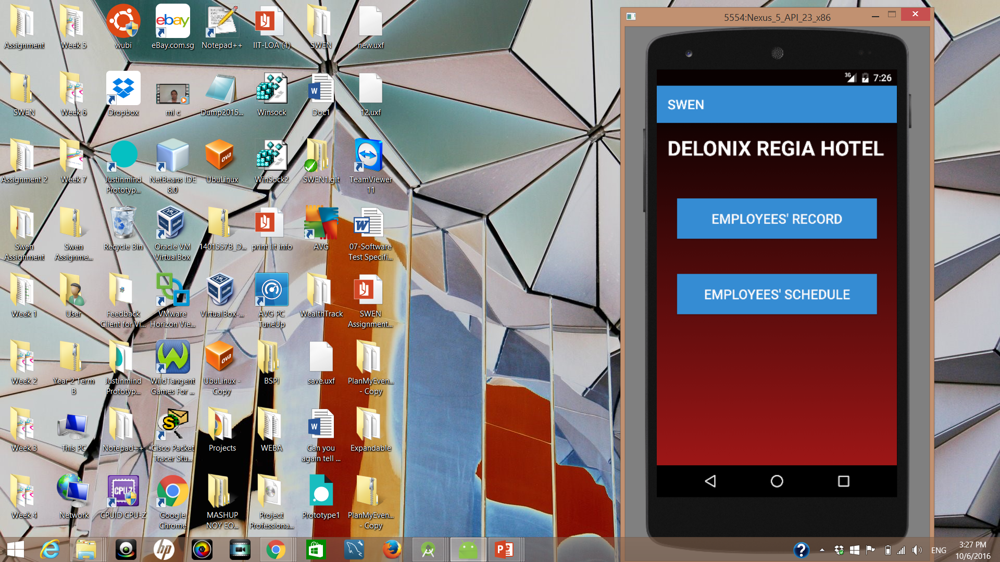 Assignment
Week 5
wubi
ebay
eBay.com.sg
Notepad++
IIT-LOA (1)
SWEN
new.uxf
SWEN
Week 6
Dropbox
ml c
Dump2015...
Winsock
Doc1
12.uxf
Assignment 2
Week 7
Justinmind
Prototyp...
NetBeans IDE
8.0
ova
UbuLinux
WinSock2
SWEN1.git
TeamViewer
11
Swen
Assignment
Swen
Assignme...
Recycle Bin
Oracle VM
VirtualBox
1401557B_D...
print lit info
AVG
07-Software
Test Specifi...
Week 1
User
Feedback
Client for Vi...
VMware
Horizon Vie...
VirtualBox-...
AVG PC
TuneUp
WealthTrack
SWEN
Assignment...
Week 2
Year 2 Term
B
Justinmind
Prototyp...
WildTangent
Games For ...
ova
UbuLinux -
Copy
BSPI
save.uxf
PlanMyEven...
- Copy
Week 3
This PC
Notepad++
Cisco Packet
Tracer Stu...
Projects
WEBA
Can you
again tell ...
Expandable
Week 4
Network
CPU-Z
CPUID CPU-Z
Google
Chrome
MASHUP
NOY EO...
Project
Professiona...
Prototype1
PlanMyEven...
- Copy
5554:Nexus_5_API_23_x86
3G
7:26
SWEN
DELONIX REGIA HOTEL
EMPLOYEES' RECORD
EMPLOYEES' SCHEDULE
hp
ENG
3:27 PM
10/6/2016